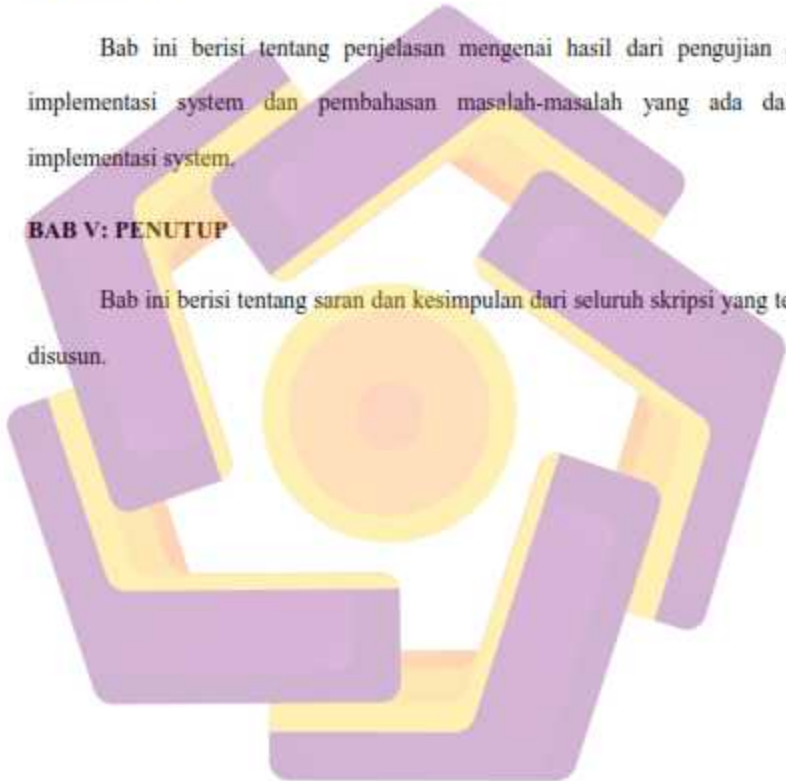 Bab ini berisi tentang penjelasan mengenai hasil dari pengujian
implementasi system dan pembahasan masalah-masalah yang ada
implementasi system.
BAB V: PENUTUP
Bab ini berisi tentang saran dan kesimpulan dari seluruh skripsi yang
disusun.